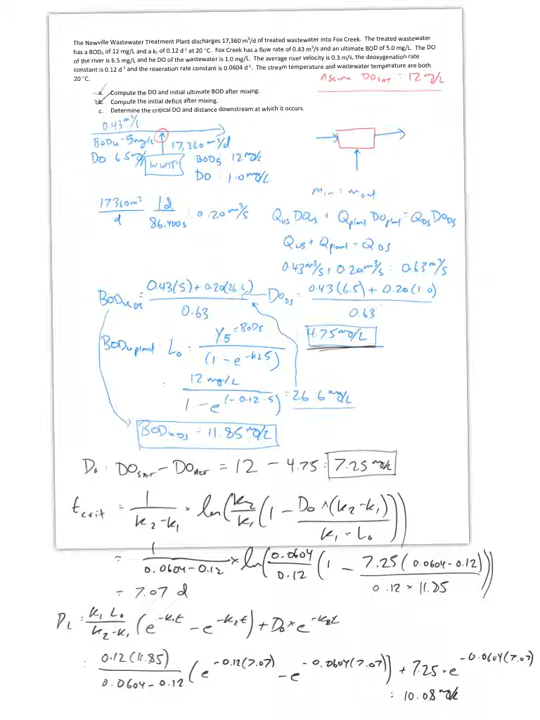 The Newville Wastewater Treatment Plant discharges 17,360 m³/d of treated wastewater into Fox Creek. The treated wastewater
has a BOD₅ of 12 mg/L and a k₁ of 0.12 d⁻¹ at 20 °C. Fox Creek has a flow rate of 0.43 m³/s and an ultimate BOD of 5.0 mg/L. The DO
of the river is 6.5 mg/L and the DO of the wastewater is 1.0 mg/L. The average river velocity is 0.3 m/s, the deoxygenation rate
constant is 0.12 d⁻¹ and the reaeration rate constant is 0.0604 d⁻¹. The stream temperature and wastewater temperature are both
20 °C.
Assume DOSAT = 12 mg/L
a. Compute the DO and initial ultimate BOD after mixing.
b. Compute the initial deficit after mixing.
c. Determine the critical DO and distance downstream at which it occurs.
0.43 m³/s
BODu: 5 mg/L
DO: 6.5 mg/L
17,360 m³/d
WWTP
BOD5 12 mg/L
DO: 1.0 mg/L
min = mout
17360 m³/d | 1d/86,400s = 0.20 m³/s
QUS DOUS + Qplant DOplant = QDS DODS
QUS + Qplant = QDS
0.43 m³/s + 0.20 m³/s = 0.63 m³/s
BODuDS = 0.43(5) + 0.20(26.6) / 0.63
DODS = 0.43(6.5) + 0.20(1.0) / 0.63
4.75 mg/L
BODuplant = L₀ = Y5 = BOD5 / (1 - e^-k15)
= 12 mg/L / 1 - e^(-0.12·5) = 26.6 mg/L
BODuDS = 11.85 mg/L
D₀ = DOsat - DOact = 12 - 4.75 = 7.25 mg/L
tcrit = 1/(k₂-k₁) × ln(k₂/k₁ (1 - D₀ × (k₂-k₁) / k₁·L₀))
= 1/(0.0604-0.12) × ln(0.0604/0.12 (1 - 7.25(0.0604-0.12) / 0.12 × 11.85))
= 7.07 d
Dt = k₁L₀/(k₂-k₁) (e^-k₁t - e^-k₂t) + D₀ × e^-k₂t
= 0.12(11.85)/(0.0604-0.12) (e^-0.12(7.07) - e^-0.0604(7.07)) + 7.25·e^-0.0604(7.07)
= 10.08 mg/L